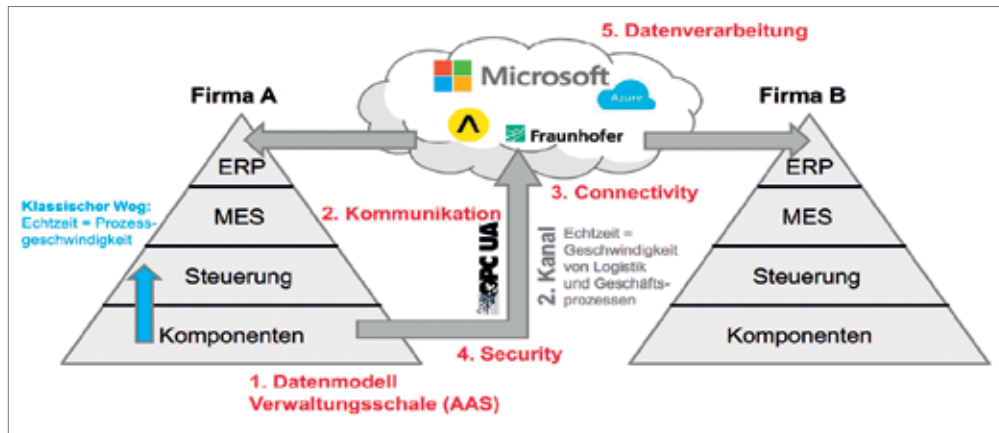 5. Datenverarbeitung
Microsoft
Azure
Fraunhofer
Firma A
Firma B
ERP
MES
Steuerung
Komponenten
Klassischer Weg:
Echtzeit = Prozess-
geschwindigkeit
2. Kommunikation
OPC UA
3. Connectivity
2. Kanal
Echtzeit =
Geschwindigkeit
von Logistik
und Geschäfts-
prozessen
4. Security
1. Datenmodell
Verwaltungsschale (AAS)
ERP
MES
Steuerung
Komponenten